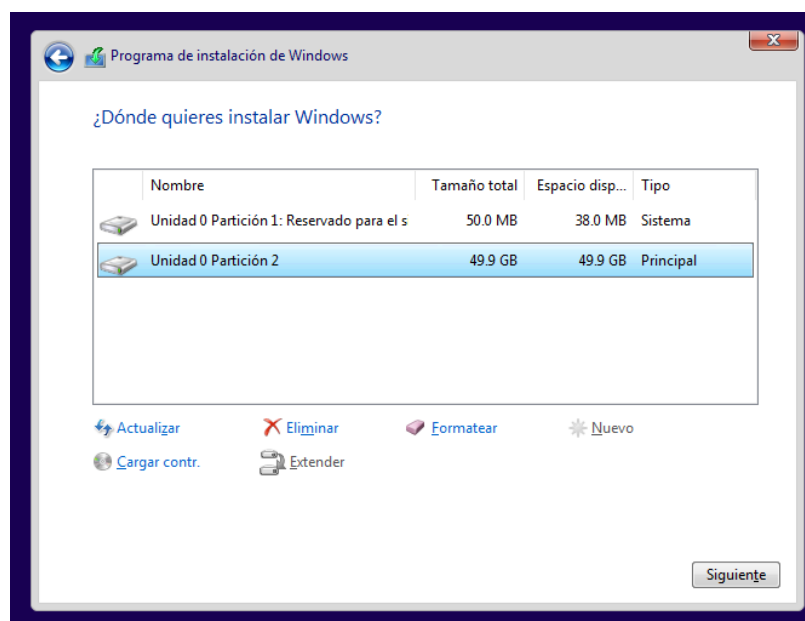 Programa de instalación de Windows
¿Dónde quieres instalar Windows?
Nombre Tamaño total Espacio disp... Tipo
Unidad 0 Partición 1: Reservado para el s 50.0 MB 38.0 MB Sistema
Unidad 0 Partición 2 49.9 GB 49.9 GB Principal
Actualizar Eliminar Formatear Nuevo
Cargar contr. Extender
Siguiente